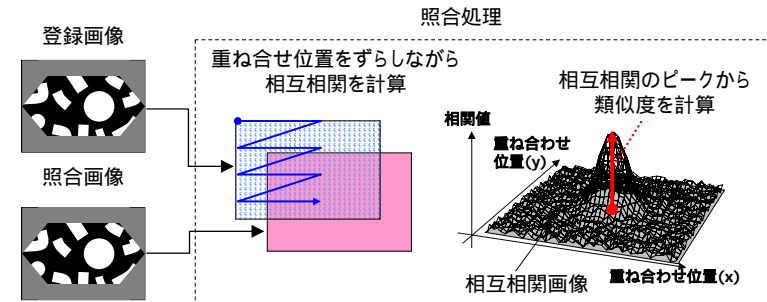 照合処理
登録画像
重ね合せ位置をずらしながら
相互相関を計算
相互相関のピークから
類似度を計算
相関値
重ね合わせ
位置(y)
照合画像
相互相関画像
重ね合わせ位置(x)